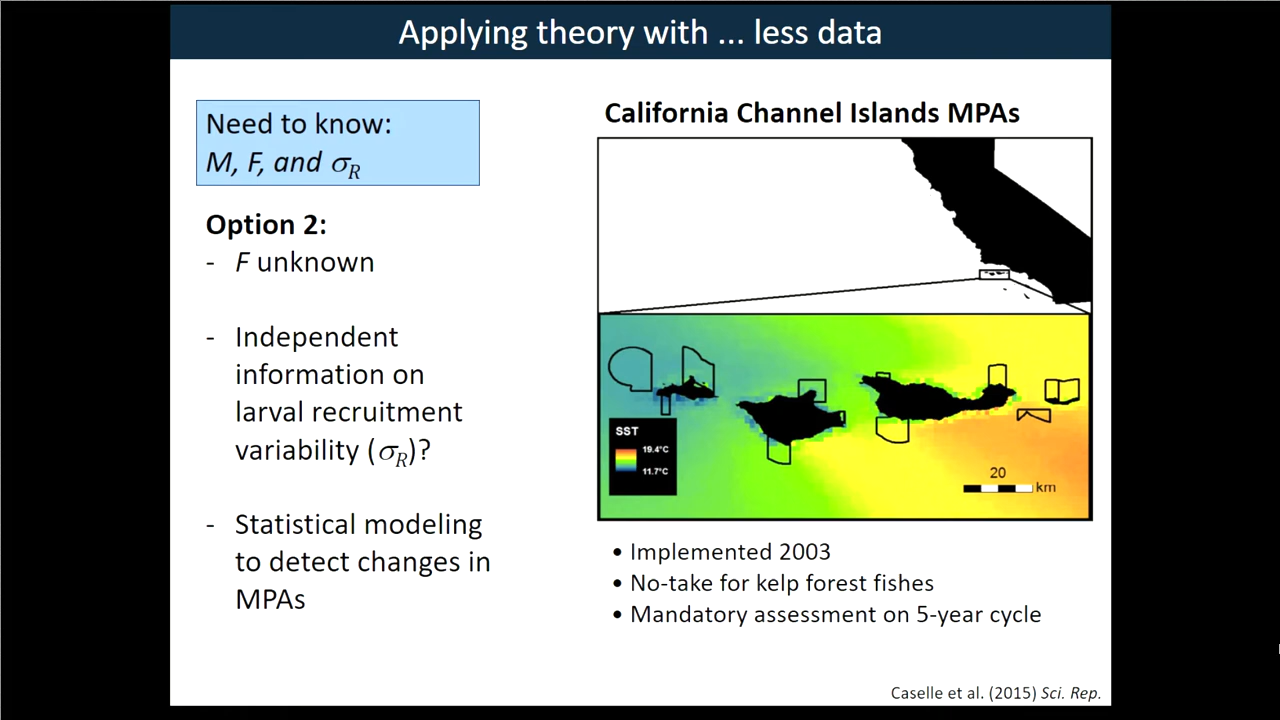 Applying theory with ... less data
Need to know:
M, F, and σR
Option 2:
- F unknown
- Independent
information on
larval recruitment
variability (σR)?
- Statistical modeling
to detect changes in
MPAs
California Channel Islands MPAs
SST
19.4°C
11.7°C
20
km
• Implemented 2003
• No-take for kelp forest fishes
• Mandatory assessment on 5-year cycle
Caselle et al. (2015) Sci. Rep.